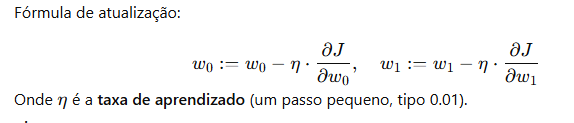 Fórmula de atualização:
w₀ := w₀ − η · ∂J/∂w₀, w₁ := w₁ − η · ∂J/∂w₁
Onde η é a taxa de aprendizado (um passo pequeno, tipo 0.01).